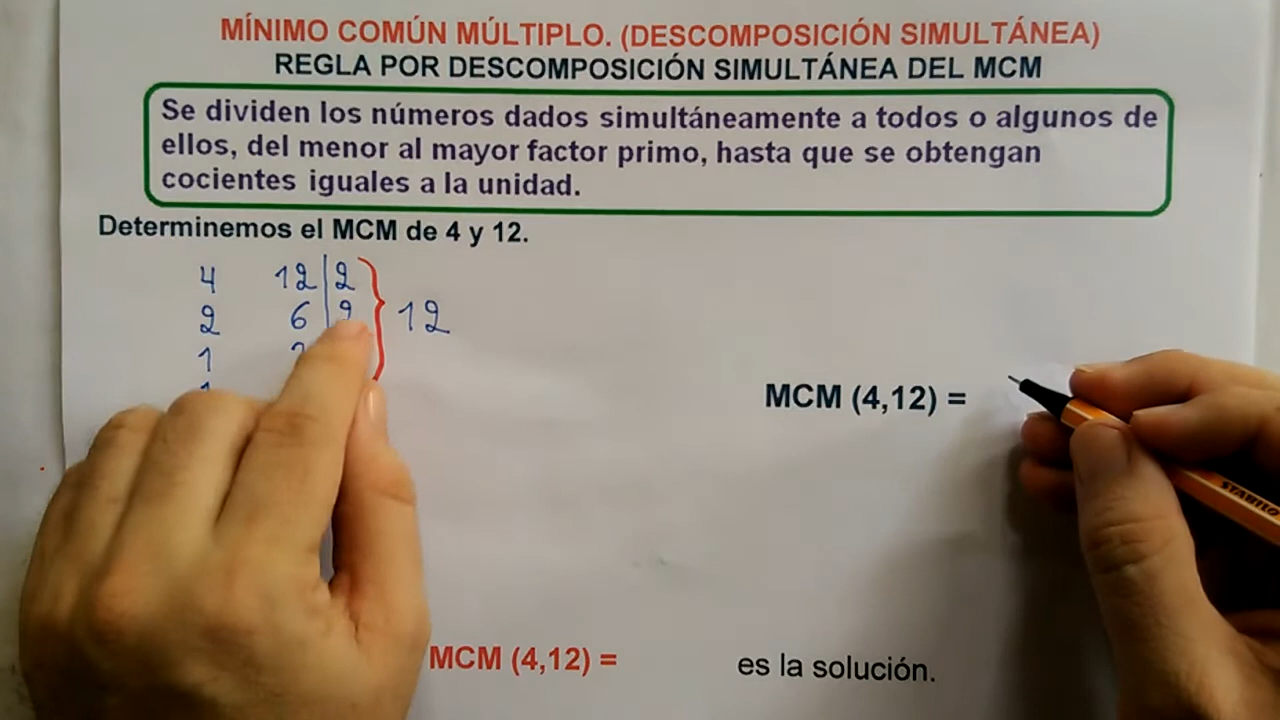 MÍNIMO COMÚN MÚLTIPLO. (DESCOMPOSICIÓN SIMULTÁNEA)
REGLA POR DESCOMPOSICIÓN SIMULTÁNEA DEL MCM
Se dividen los números dados simultáneamente a todos o algunos de
ellos, del menor al mayor factor primo, hasta que se obtengan
cocientes iguales a la unidad.
Determinemos el MCM de 4 y 12.
4 12 2
2 6 2 12
1
MCM (4,12) =
STABILO
MCM (4,12) = es la solución.